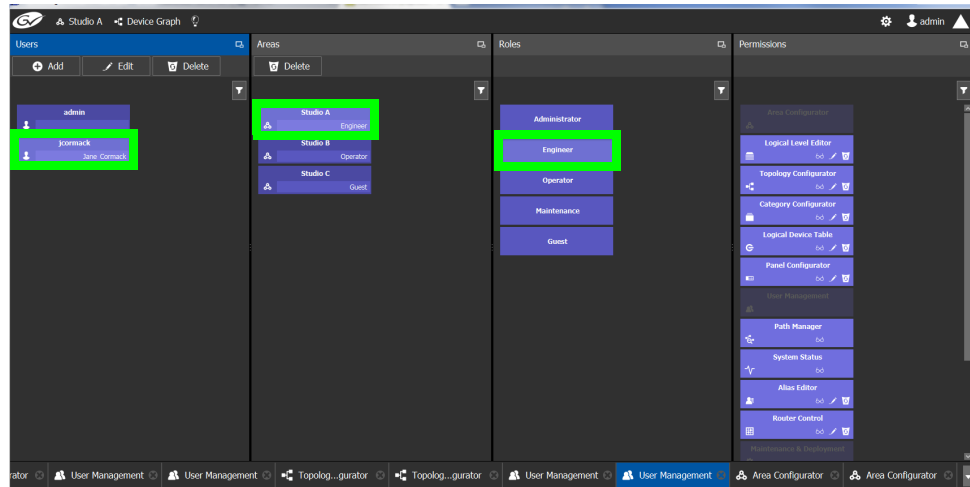 GV Studio A Device Graph admin
Users
Add Edit Delete
admin
jcormack
Jane Cormack
Areas
Delete
Studio A
Engineer
Studio B
Operator
Studio C
Guest
Roles
Administrator
Engineer
Operator
Maintenance
Guest
Permissions
Area Configurator
Logical Level Editor
Topology Configurator
Category Configurator
Logical Device Table
Panel Configurator
User Management
Path Manager
System Status
Alias Editor
Router Control
Maintenance & Deployment
rator User Management User Management Topolog...gurator Topolog...gurator User Management User Management Area Configurator Area Configurator